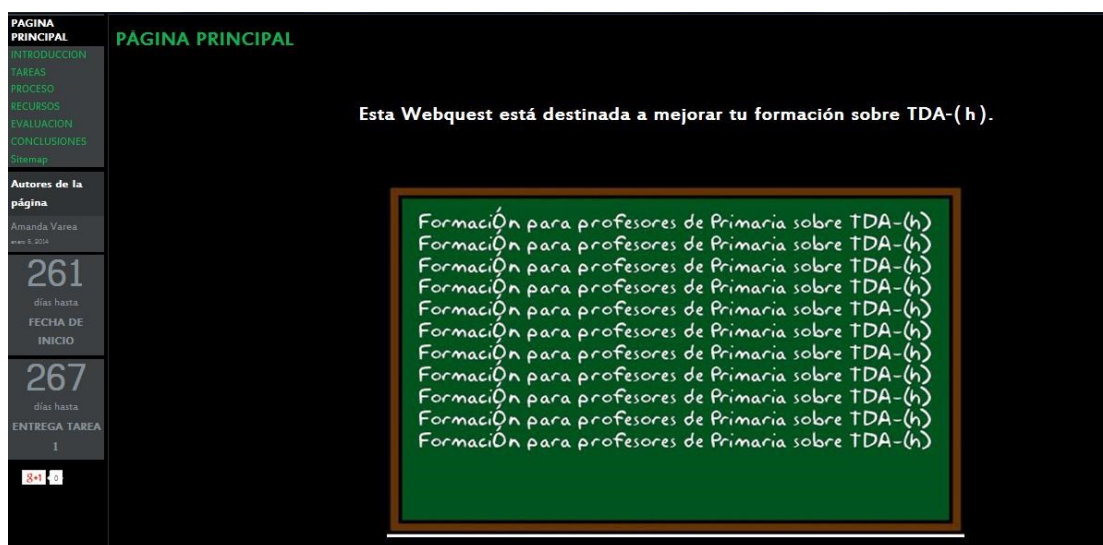 PAGINA
PRINCIPAL
INTRODUCCION
TAREAS
PROCESO
RECURSOS
EVALUACION
CONCLUSIONES
Sitemap
Autores de la
página
Amanda Varea
enero 5, 2014
261
días hasta
FECHA DE
INICIO
267
días hasta
ENTREGA TAREA
1
8+1 0
PÁGINA PRINCIPAL
Esta Webquest está destinada a mejorar tu formación sobre TDA-(h).
FormaciÓn para profesores de Primaria sobre TDA-(h)
FormaciÓn para profesores de Primaria sobre TDA-(h)
FormaciÓn para profesores de Primaria sobre TDA-(h)
FormaciÓn para profesores de Primaria sobre TDA-(h)
FormaciÓn para profesores de Primaria sobre TDA-(h)
FormaciÓn para profesores de Primaria sobre TDA-(h)
FormaciÓn para profesores de Primaria sobre TDA-(h)
FormaciÓn para profesores de Primaria sobre TDA-(h)
FormaciÓn para profesores de Primaria sobre TDA-(h)
FormaciÓn para profesores de Primaria sobre TDA-(h)
FormaciÓn para profesores de Primaria sobre TDA-(h)